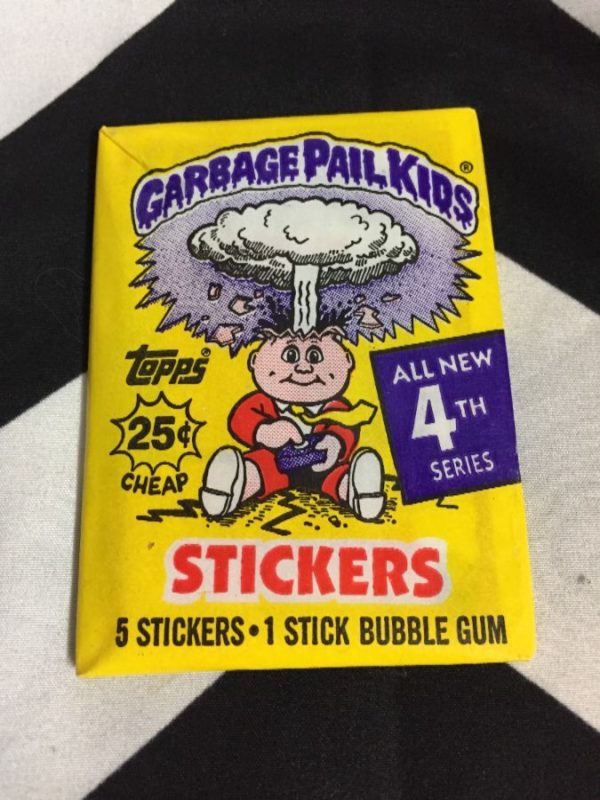 GARBAGE PAIL KIDS®
topps®
25¢
CHEAP
ALL NEW
4TH
SERIES
STICKERS
5 STICKERS • 1 STICK BUBBLE GUM